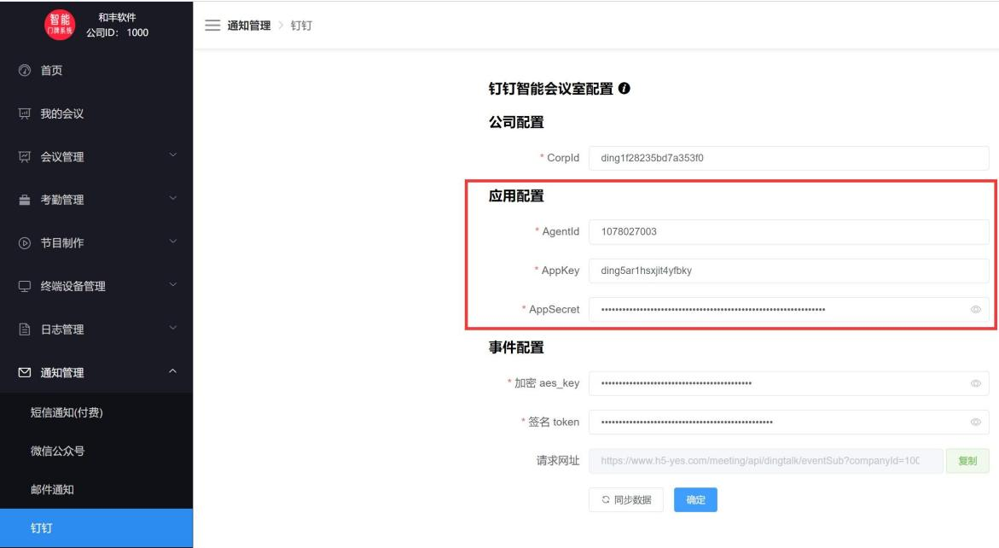 智能
门牌系统
和丰软件
公司ID： 1000
首页
我的会议
会议管理
考勤管理
节目制作
终端设备管理
日志管理
通知管理
短信通知(付费)
微信公众号
邮件通知
钉钉
通知管理 > 钉钉
钉钉智能会议室配置
公司配置
* CorpId ding1f28235bd7a353f0
应用配置
* AgentId 1078027003
* AppKey ding5ar1hsxjit4yfbky
* AppSecret
事件配置
* 加密 aes_key
* 签名 token
请求网址 https://www.h5-yes.com/meeting/api/dingtalk/eventSub?companyId=100 复制
同步数据 确定